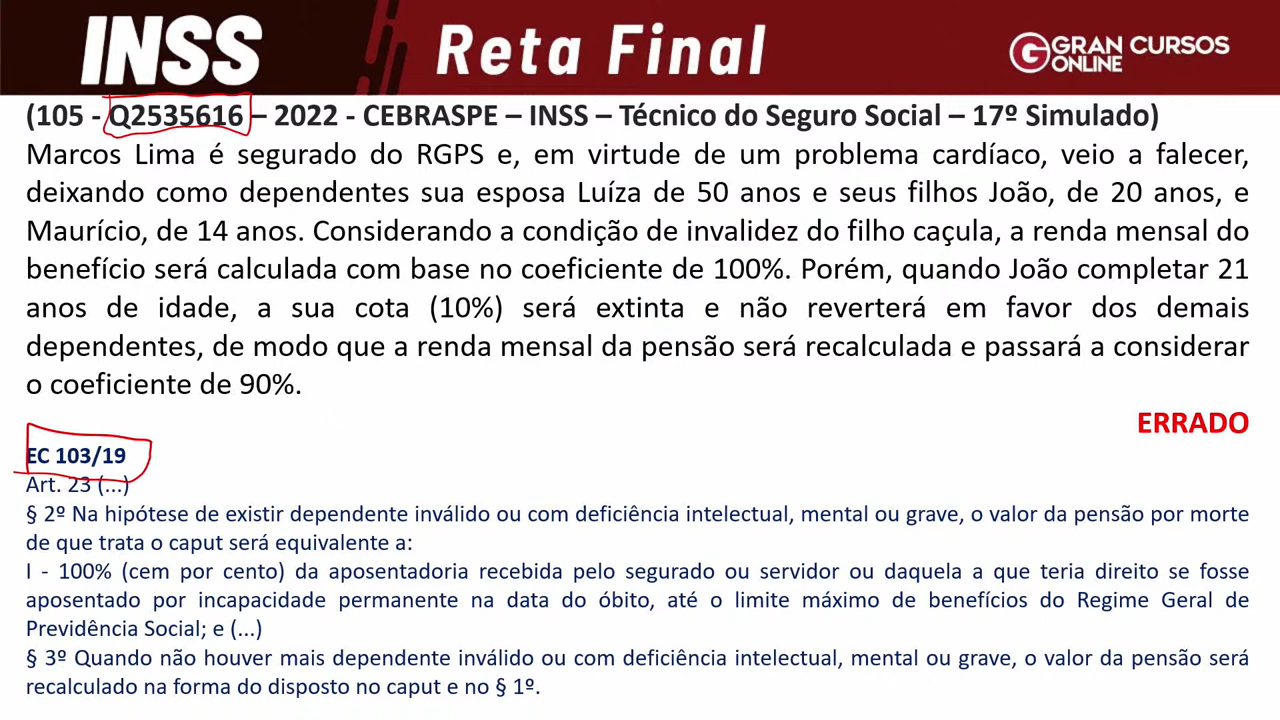 INSS
Reta Final
GRAN CURSOS
ONLINE
(105 - Q2535616 – 2022 - CEBRASPE – INSS – Técnico do Seguro Social – 17º Simulado)
Marcos Lima é segurado do RGPS e, em virtude de um problema cardíaco, veio a falecer,
deixando como dependentes sua esposa Luíza de 50 anos e seus filhos João, de 20 anos, e
Maurício, de 14 anos. Considerando a condição de invalidez do filho caçula, a renda mensal do
benefício será calculada com base no coeficiente de 100%. Porém, quando João completar 21
anos de idade, a sua cota (10%) será extinta e não reverterá em favor dos demais
dependentes, de modo que a renda mensal da pensão será recalculada e passará a considerar
o coeficiente de 90%.
ERRADO
EC 103/19
Art. 23 (...)
§ 2º Na hipótese de existir dependente inválido ou com deficiência intelectual, mental ou grave, o valor da pensão por morte
de que trata o caput será equivalente a:
I - 100% (cem por cento) da aposentadoria recebida pelo segurado ou servidor ou daquela a que teria direito se fosse
aposentado por incapacidade permanente na data do óbito, até o limite máximo de benefícios do Regime Geral de
Previdência Social; e (...)
§ 3º Quando não houver mais dependente inválido ou com deficiência intelectual, mental ou grave, o valor da pensão será
recalculado na forma do disposto no caput e no § 1º.